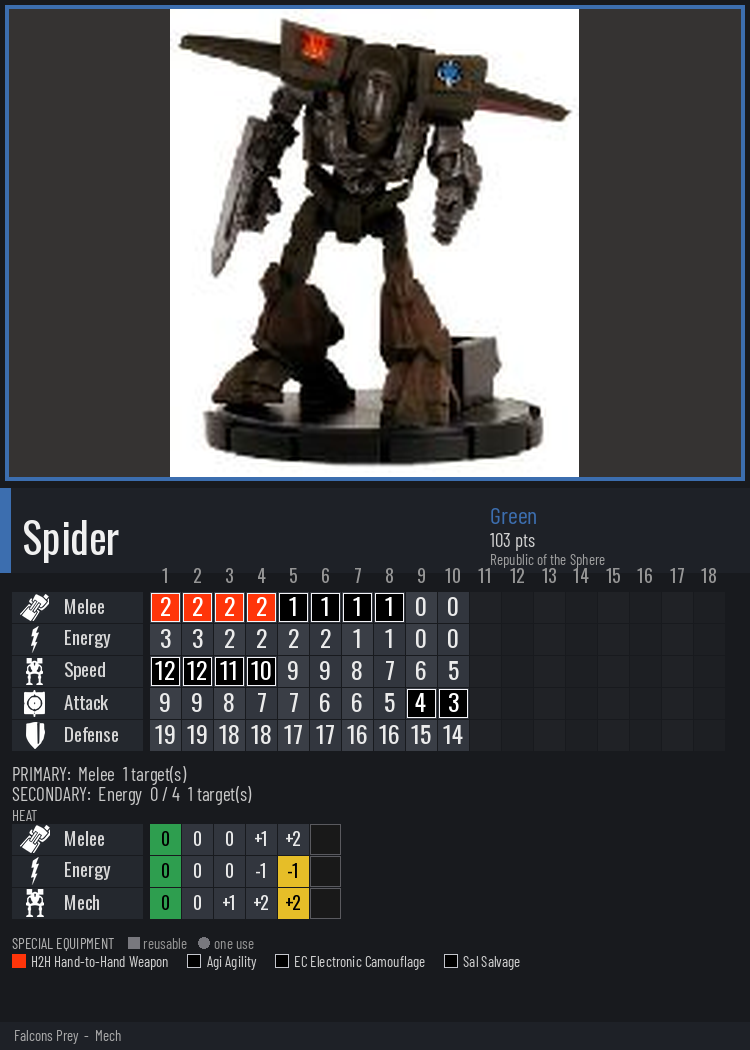 Spider
Green
103 pts
Republic of the Sphere
1 2 3 4 5 6 7 8 9 10 11 12 13 14 15 16 17 18
Melee 2 2 2 2 1 1 1 1 0 0
Energy 3 3 2 2 2 2 1 1 0 0
Speed 12 12 11 10 9 9 8 7 6 5
Attack 9 9 8 7 7 6 6 5 4 3
Defense 19 19 18 18 17 17 16 16 15 14
PRIMARY: Melee 1 target(s)
SECONDARY: Energy 0 / 4 1 target(s)
HEAT
Melee 0 0 0 +1 +2
Energy 0 0 0 -1 -1
Mech 0 0 +1 +2 +2
SPECIAL EQUIPMENT reusable one use
H2H Hand-to-Hand Weapon Agi Agility EC Electronic Camouflage Sal Salvage
Falcons Prey - Mech